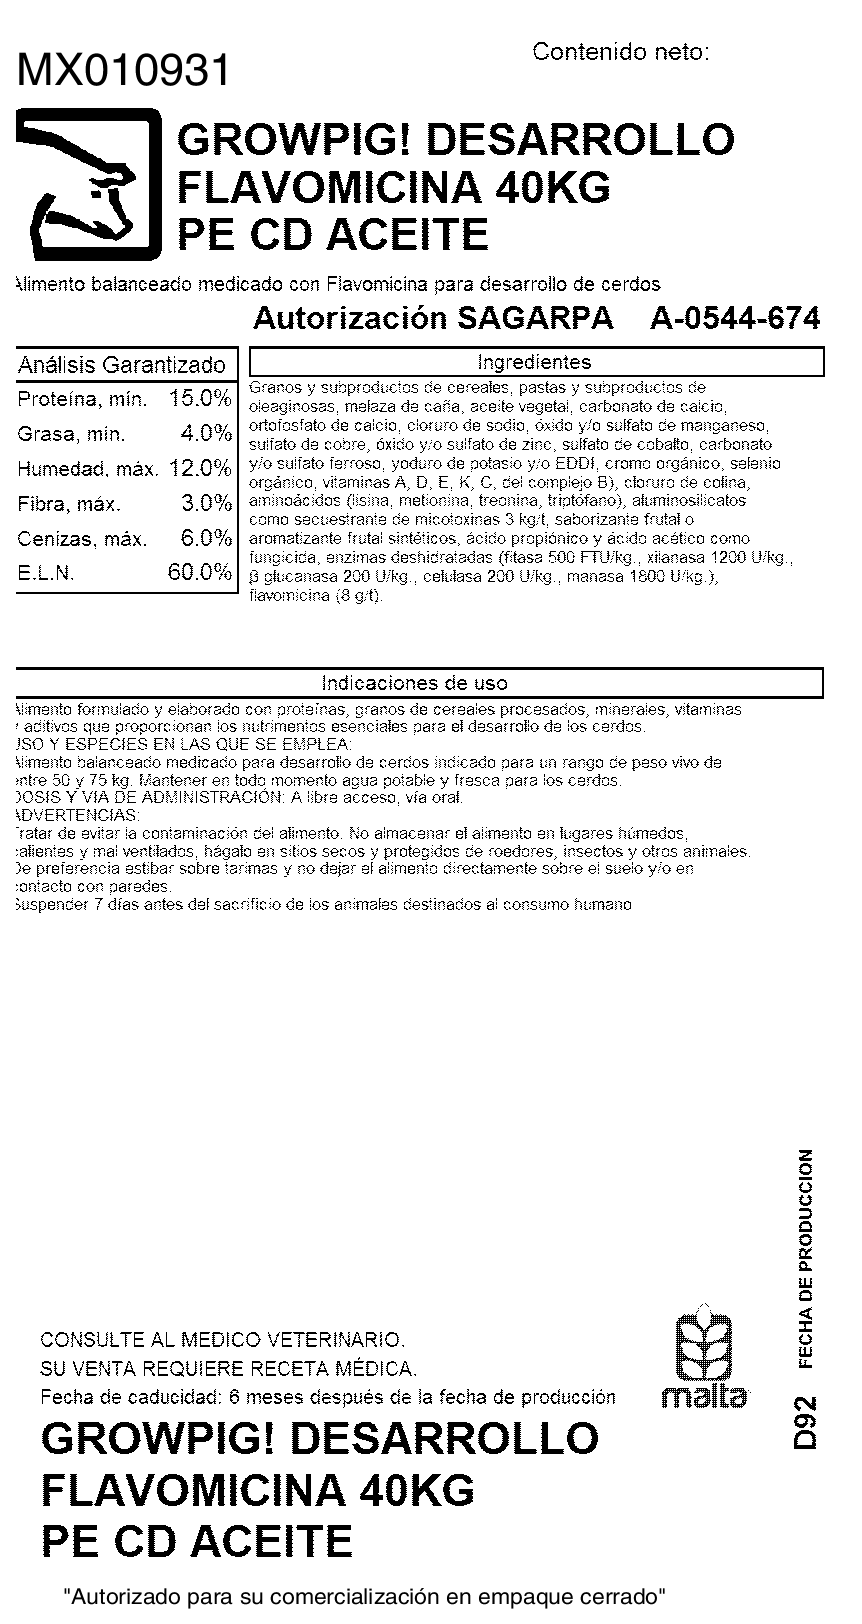 Contenido neto:
MX010931
GROWPIG! DESARROLLO
FLAVOMICINA 40KG
PE CD ACEITE
Alimento balanceado medicado con Flavomicina para desarrollo de cerdos
Autorización SAGARPA A-0544-674
Análisis Garantizado
Proteína, mín. 15.0%
Grasa, mín. 4.0%
Humedad, máx. 12.0%
Fibra, máx. 3.0%
Cenizas, máx. 6.0%
E.L.N. 60.0%
Ingredientes
Granos y subproductos de cereales, pastas y subproductos de
oleaginosas, melaza de caña, aceite vegetal, carbonato de calcio,
ortofosfato de calcio, cloruro de sodio, óxido y/o sulfato de manganeso,
sulfato de cobre, óxido y/o sulfato de zinc, sulfato de cobalto, carbonato
y/o sulfato ferroso, yoduro de potasio y/o EDDI, cromo orgánico, selenio
orgánico, vitaminas A, D, E, K, C, del complejo B), cloruro de colina,
aminoácidos (lisina, metionina, treonina, triptófano), aluminosilicatos
como secuestrante de micotoxinas 3 kg/t, saborizante frutal o
aromatizante frutal sintéticos, ácido propiónico y ácido acético como
fungicida, enzimas deshidratadas (fitasa 500 FTU/kg., xilanasa 1200 U/kg.,
β glucanasa 200 U/kg., celulasa 200 U/kg., manasa 1800 U/kg.),
flavomicina (8 g/t).
Indicaciones de uso
Alimento formulado y elaborado con proteínas, granos de cereales procesados, minerales, vitaminas
y aditivos que proporcionan los nutrimentos esenciales para el desarrollo de los cerdos.
USO Y ESPECIES EN LAS QUE SE EMPLEA:
Alimento balanceado medicado para desarrollo de cerdos indicado para un rango de peso vivo de
entre 50 y 75 kg. Mantener en todo momento agua potable y fresca para los cerdos.
DOSIS Y VIA DE ADMINISTRACIÓN: A libre acceso, vía oral.
ADVERTENCIAS:
Tratar de evitar la contaminación del alimento. No almacenar el alimento en lugares húmedos,
calientes y mal ventilados, hágalo en sitios secos y protegidos de roedores, insectos y otros animales.
De preferencia estibar sobre tarimas y no dejar el alimento directamente sobre el suelo y/o en
contacto con paredes.
Suspender 7 días antes del sacrificio de los animales destinados al consumo humano
D92 FECHA DE PRODUCCION
CONSULTE AL MEDICO VETERINARIO.
SU VENTA REQUIERE RECETA MÉDICA.
Fecha de caducidad: 6 meses después de la fecha de producción
malta
GROWPIG! DESARROLLO
FLAVOMICINA 40KG
PE CD ACEITE
"Autorizado para su comercialización en empaque cerrado"